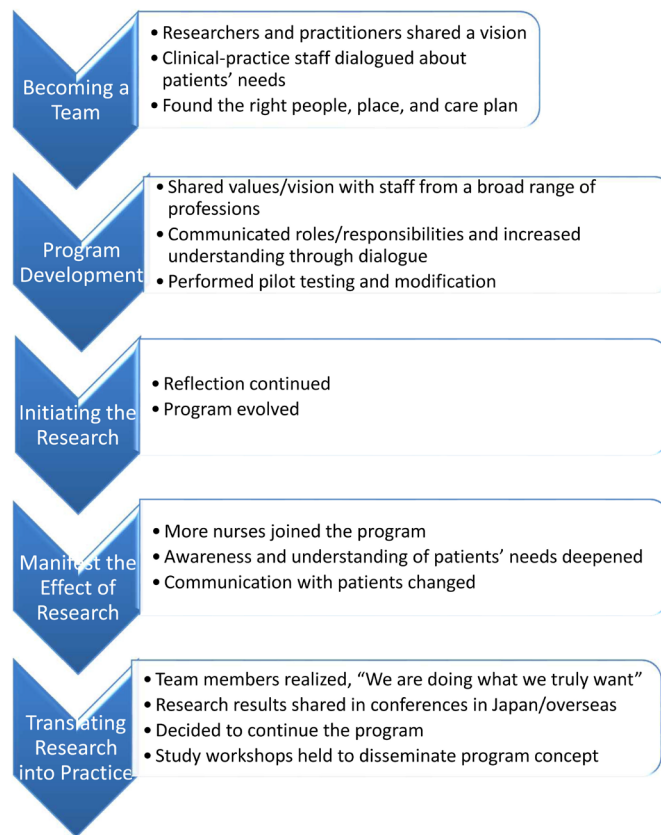 Becoming a
Team
• Researchers and practitioners shared a vision
• Clinical-practice staff dialogued about
patients’ needs
• Found the right people, place, and care plan
Program
Development
• Shared values/vision with staff from a broad range of
professions
• Communicated roles/responsibilities and increased
understanding through dialogue
• Performed pilot testing and modification
Initiating the
Research
• Reflection continued
• Program evolved
Manifest the
Effect of
Research
• More nurses joined the program
• Awareness and understanding of patients’ needs deepened
• Communication with patients changed
Translating
Research
into Practice
• Team members realized, “We are doing what we truly want”
• Research results shared in conferences in Japan/overseas
• Decided to continue the program
• Study workshops held to disseminate program concept